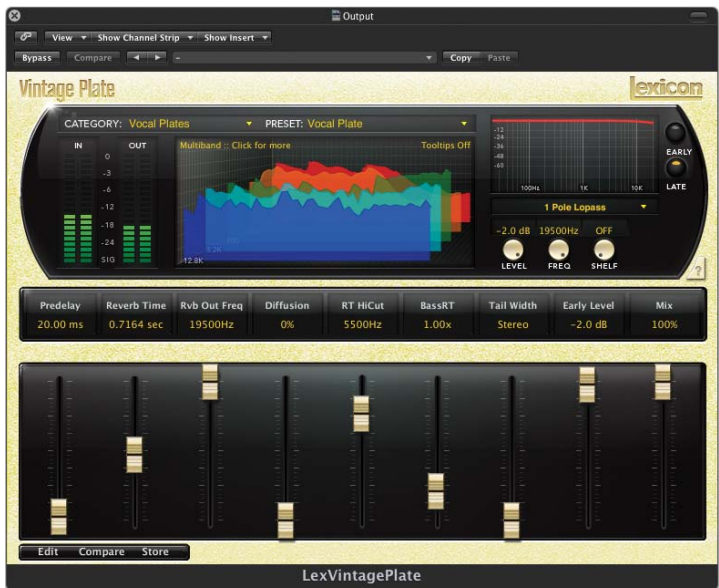 Output
View Show Channel Strip Show Insert
Bypass Compare - Copy Paste
Vintage Plate lexicon
CATEGORY: Vocal Plates PRESET: Vocal Plate
IN OUT
0
-3
-6
-12
-18
-24
SIG
Multiband :: Click for more Tooltips Off
-12.8K
-12
-24
-36
-48
-60
100Hz 1K 10K
EARLY
LATE
1 Pole Lopass
-2.0 dB 19500Hz OFF
LEVEL FREQ SHELF
?
Predelay Reverb Time Rvb Out Freq Diffusion RT HiCut BassRT Tail Width Early Level Mix
20.00 ms 0.7164 sec 19500Hz 0% 5500Hz 1.00x Stereo -2.0 dB 100%
Edit Compare Store
LexVintagePlate